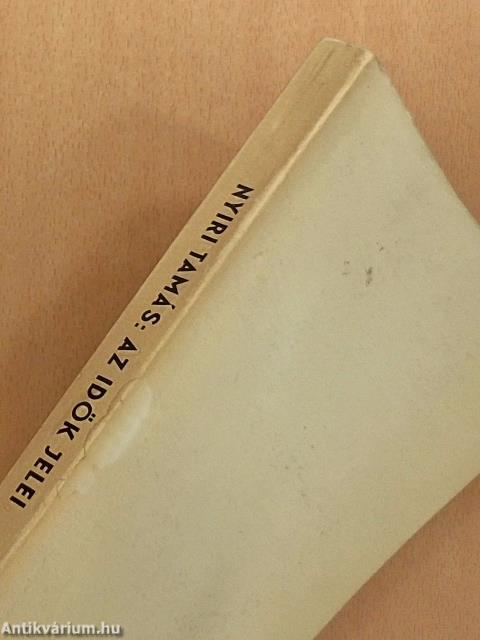 NYIRI TAMÁS: AZ IDŐK JELEI
Antikvárium.hu